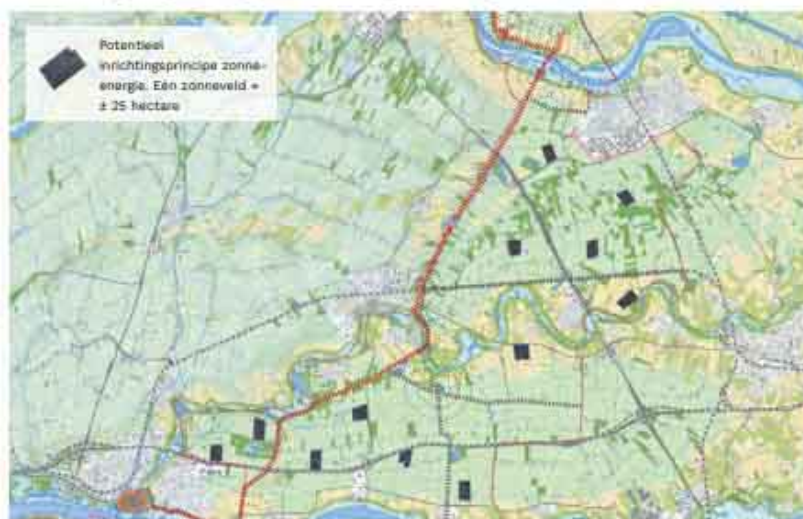 Potentieel
inrichtingsprincipe zonne-
energie. Eén zonneveld =
± 25 hectare